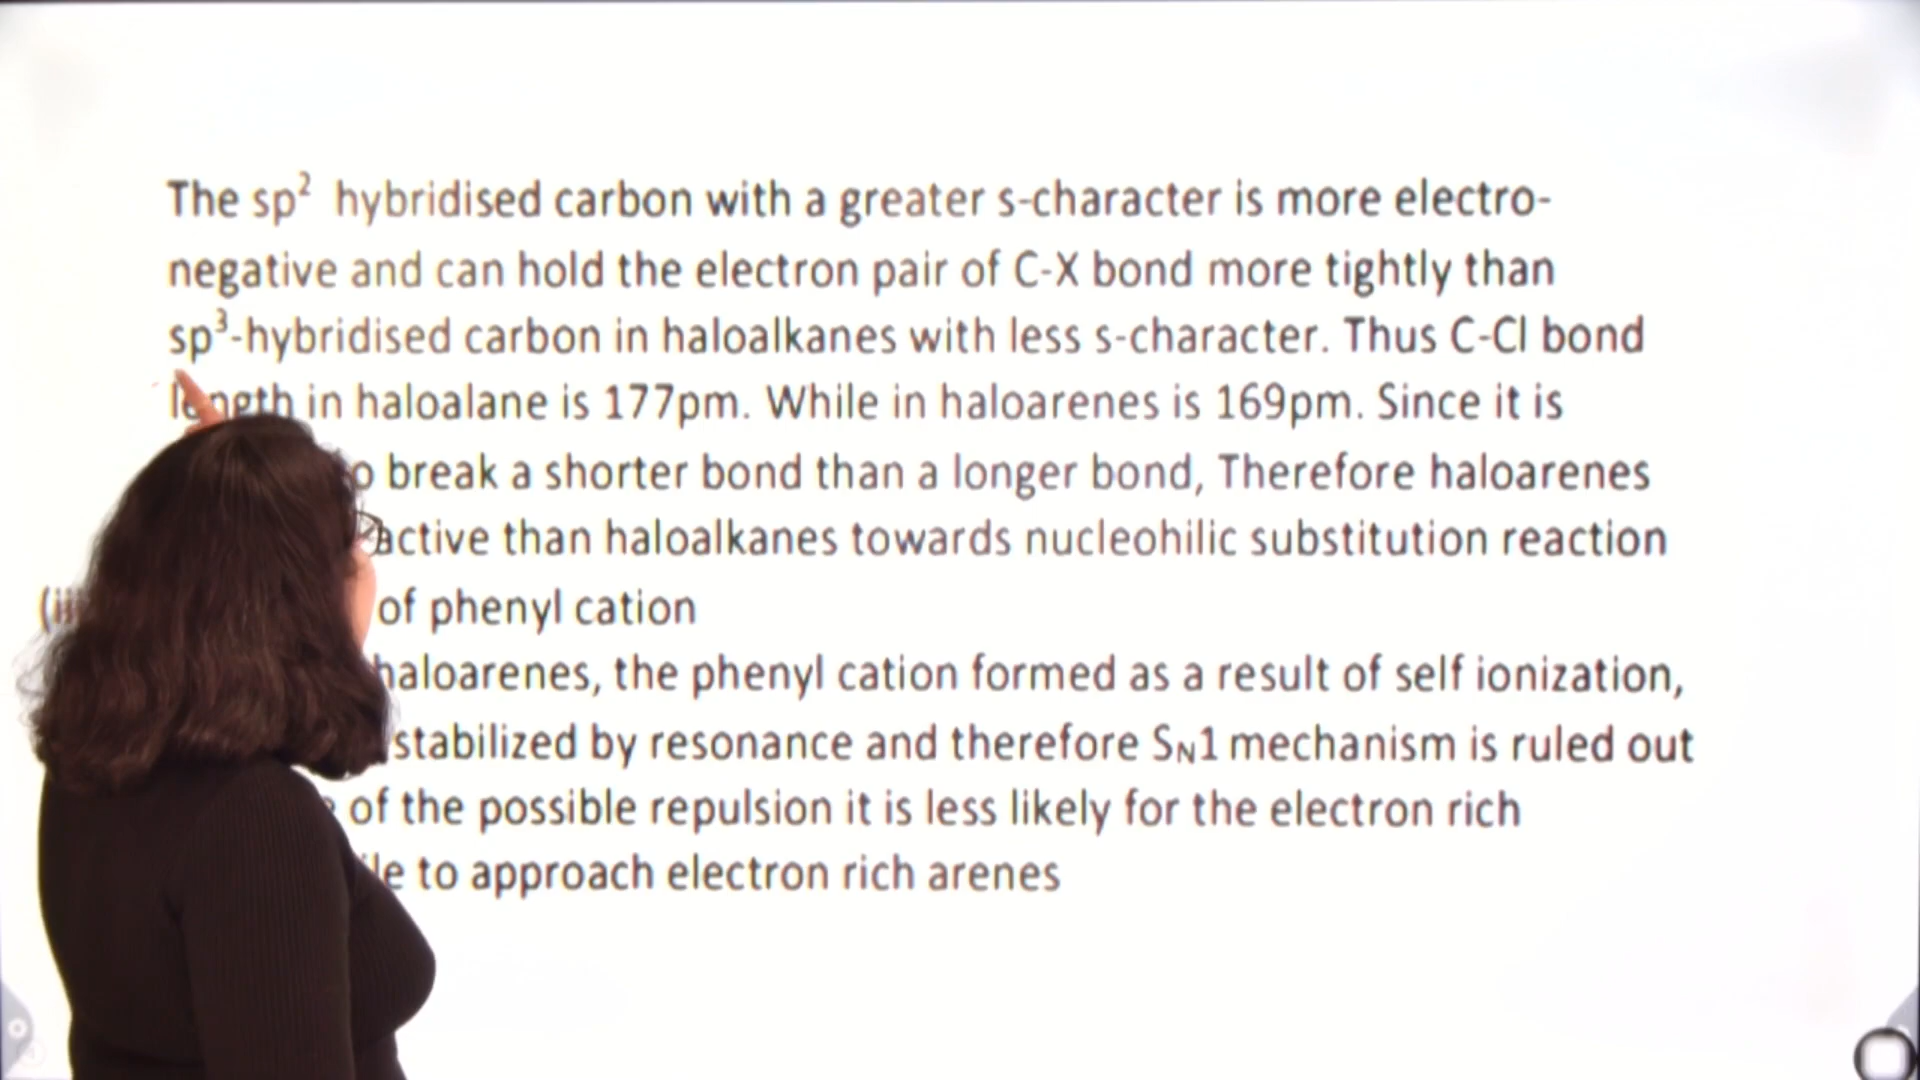 The sp² hybridised carbon with a greater s-character is more electro-
negative and can hold the electron pair of C-X bond more tightly than
sp³-hybridised carbon in haloalkanes with less s-character. Thus C-Cl bond
length in haloalane is 177pm. While in haloarenes is 169pm. Since it is
break a shorter bond than a longer bond, Therefore haloarenes
than haloalkanes towards nucleohilic substitution reaction
of phenyl cation
haloarenes, the phenyl cation formed as a result of self ionization,
stabilized by resonance and therefore SN1 mechanism is ruled out
of the possible repulsion it is less likely for the electron rich
to approach electron rich arenes